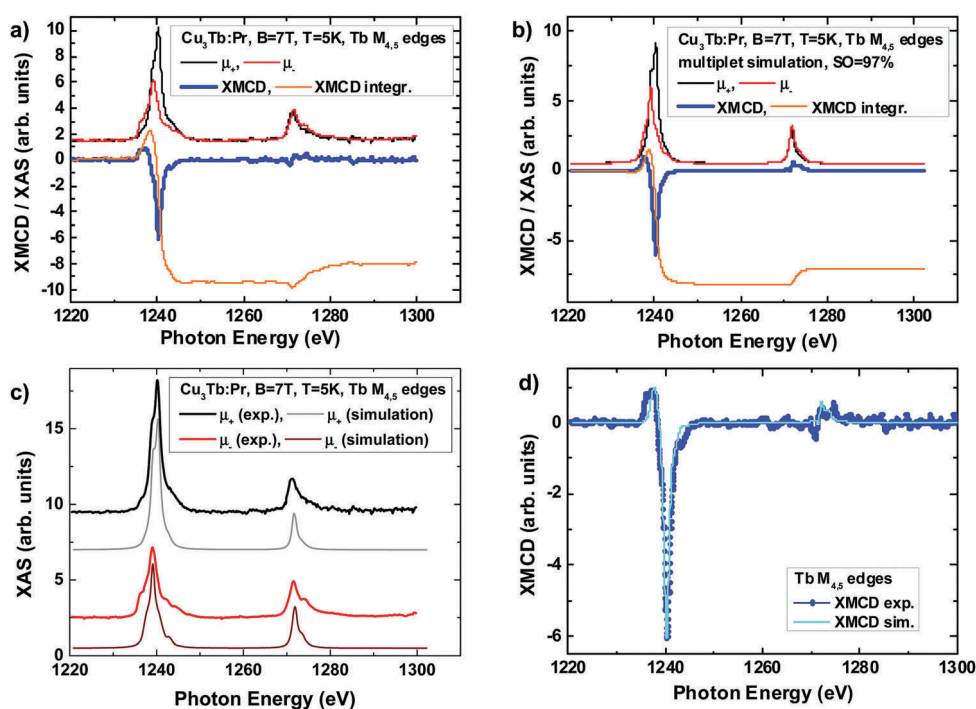 a)
Cu3Tb:Pr, B=7T, T=5K, Tb M4,5 edges
μ+, μ-
XMCD, XMCD integr.
XMCD / XAS (arb. units)
10
8
6
4
2
0
-2
-4
-6
-8
-10
1220 1240 1260 1280 1300
Photon Energy (eV)
b)
Cu3Tb:Pr, B=7T, T=5K, Tb M4,5 edges
multiplet simulation, SO=97%
μ+, μ-
XMCD, XMCD integr.
XMCD / XAS (arb. units)
10
5
0
-5
1220 1240 1260 1280 1300
Photon Energy (eV)
c)
Cu3Tb:Pr, B=7T, T=5K, Tb M4,5 edges
μ+ (exp.), μ+ (simulation)
μ- (exp.), μ- (simulation)
XAS (arb. units)
15
10
5
0
1220 1240 1260 1280 1300
Photon Energy (eV)
d)
XMCD (arb. units)
0
-2
-4
-6
Tb M4,5 edges
XMCD exp.
XMCD sim.
1220 1240 1260 1280 1300
Photon Energy (eV)